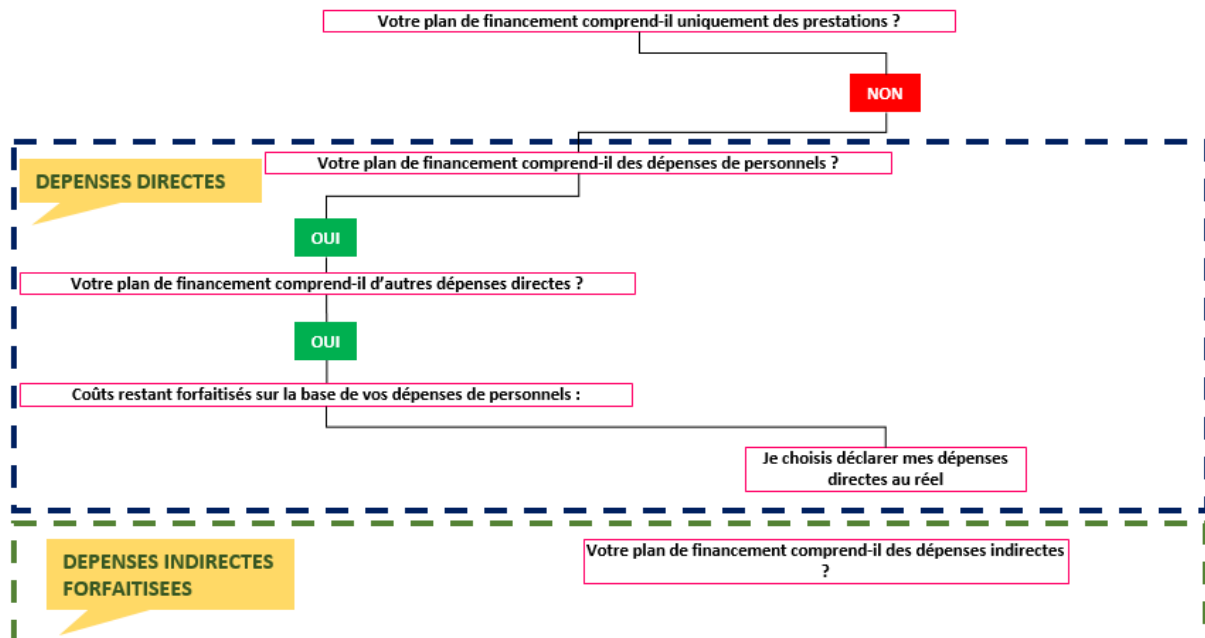 Votre plan de financement comprend-il uniquement des prestations ?
NON
Votre plan de financement comprend-il des dépenses de personnels ?
DEPENSES DIRECTES
OUI
Votre plan de financement comprend-il d'autres dépenses directes ?
OUI
Coûts restant forfaitisés sur la base de vos dépenses de personnels :
Je choisis déclarer mes dépenses
directes au réel
Votre plan de financement comprend-il des dépenses indirectes
?
DEPENSES INDIRECTES
FORFAITISEES